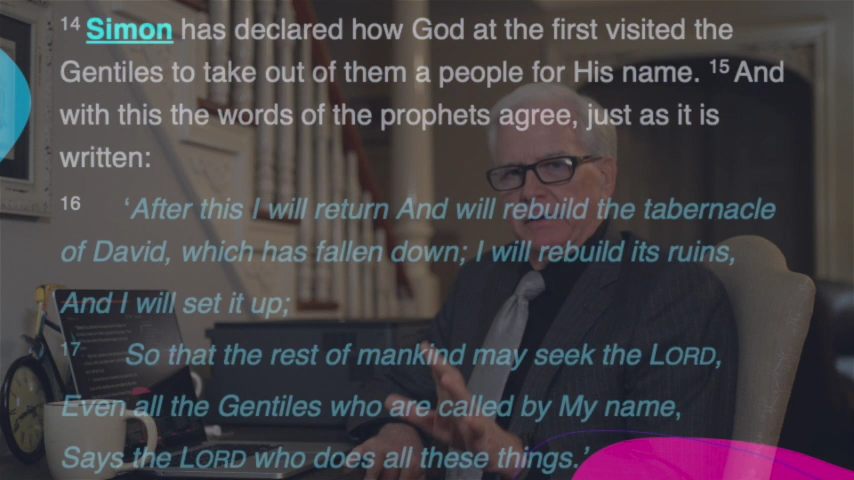 14 Simon has declared how God at the first visited the
Gentiles to take out of them a people for His name. 15 And
with this the words of the prophets agree, just as it is
written:
16 ‘After this I will return And will rebuild the tabernacle
of David, which has fallen down; I will rebuild its ruins,
And I will set it up;
17 So that the rest of mankind may seek the LORD,
Even all the Gentiles who are called by My name,
Says the LORD who does all these things.’